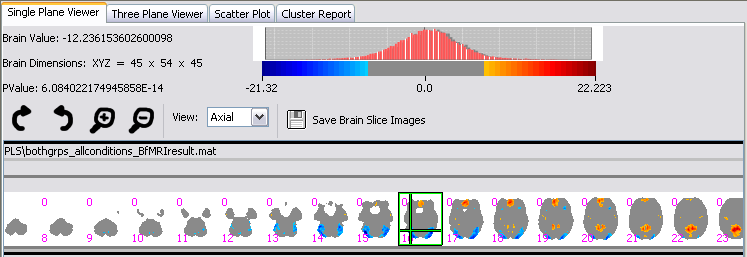 Single Plane Viewer Three Plane Viewer Scatter Plot Cluster Report
Brain Value: -12.236153602600098
Brain Dimensions: XYZ = 45 x 54 x 45
PValue: 6.084022174945858E-14
-21.32 0.0 22.223
View: Axial Save Brain Slice Images
PLS\bothgrps_allconditions_BfMRIresult.mat
0 0 0 0 0 0 0 0 0 0 0 0 0 0 0 0
8 9 10 11 12 13 14 15 16 17 18 19 20 21 22 23